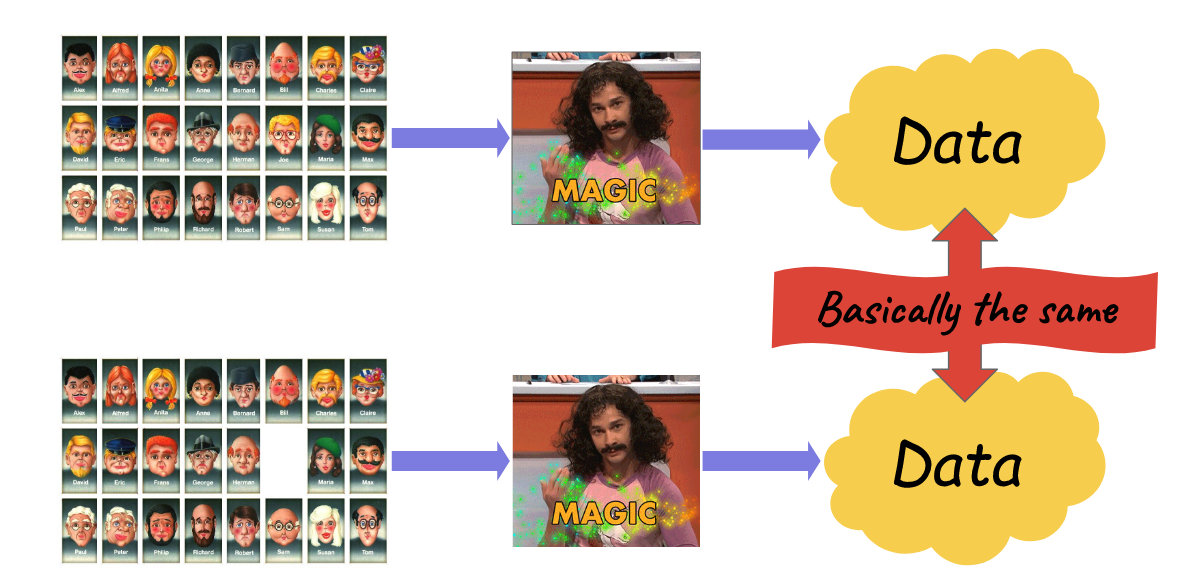 Alex Alfred Anita Anne Bernard Bill Charles Claire
David Eric Frans George Herman Joe Maria Max
Paul Peter Philip Richard Robert Sam Susan Tom
MAGIC
Data
Basically the same
Alex Alfred Anita Anne Bernard Bill Charles Claire
David Eric Frans George Herman Maria Max
Paul Peter Philip Richard Robert Sam Susan Tom
MAGIC
Data